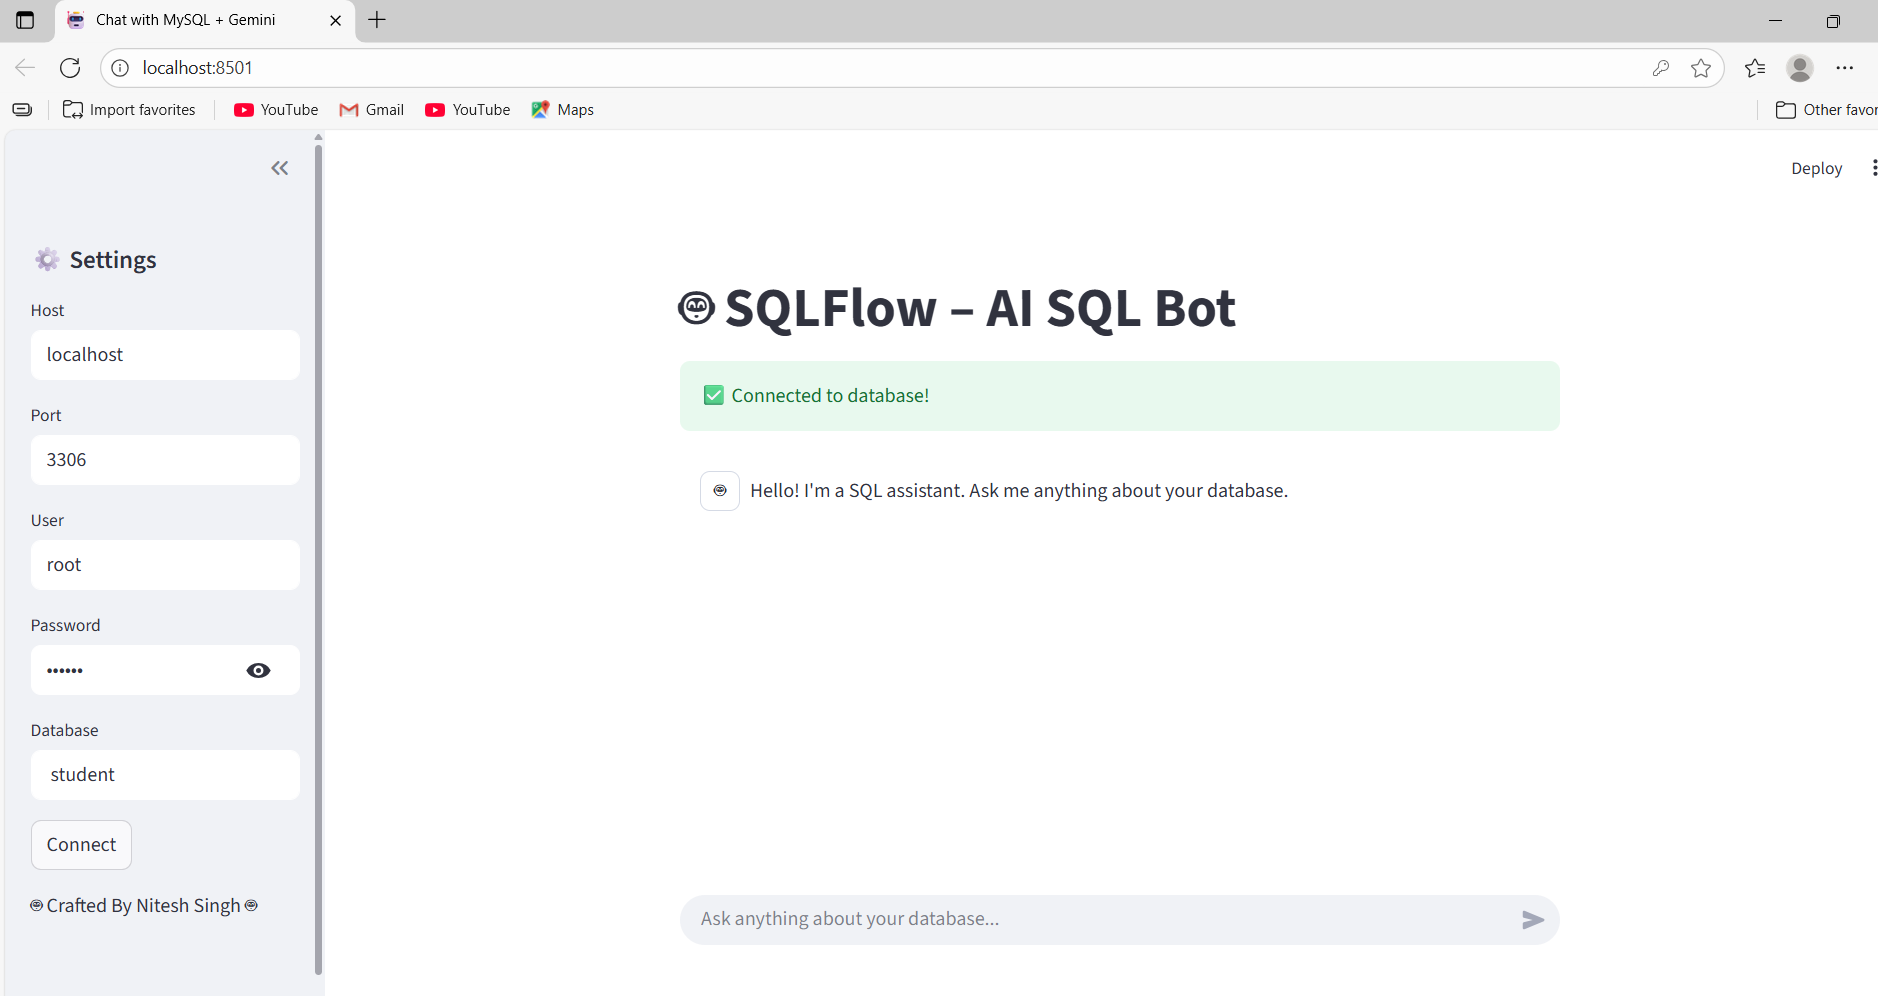 Chat with MySQL + Gemini
localhost:8501
Import favorites
YouTube
Gmail
YouTube
Maps
Other favor
Deploy
Settings
Host
localhost
Port
3306
User
root
Password
••••••
Database
student
Connect
Crafted By Nitesh Singh
SQLFlow – AI SQL Bot
Connected to database!
Hello! I'm a SQL assistant. Ask me anything about your database.
Ask anything about your database...